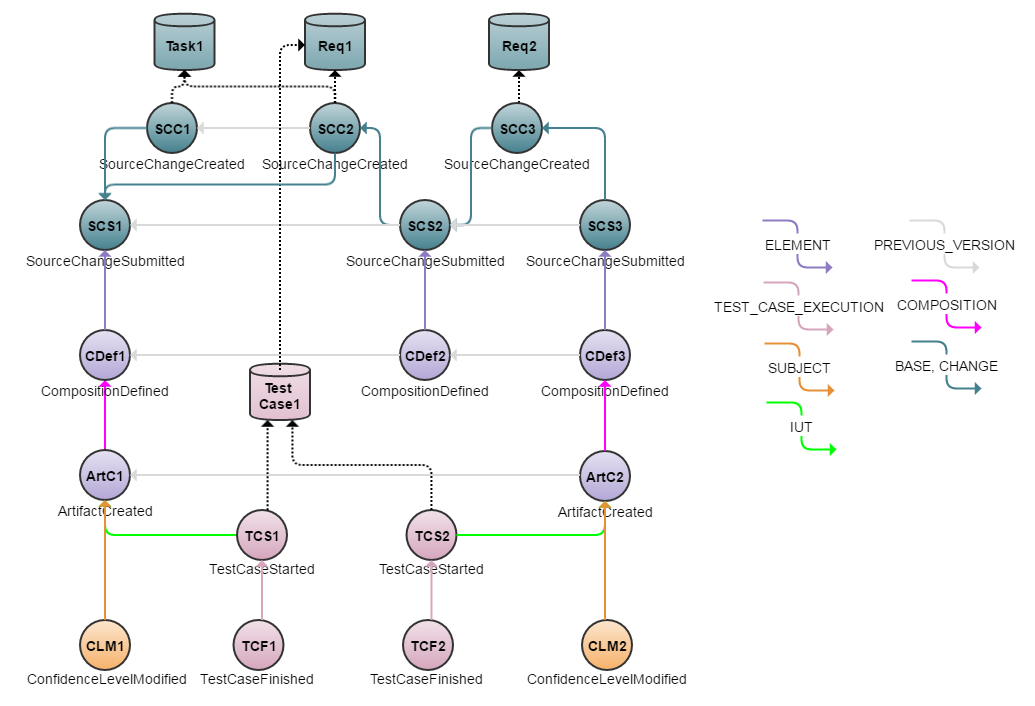 Task1
Req1
Req2
SCC1
SCC2
SCC3
SourceChangeCreated
SourceChangeCreated
SourceChangeCreated
SCS1
SCS2
SCS3
SourceChangeSubmitted
SourceChangeSubmitted
SourceChangeSubmitted
ELEMENT
PREVIOUS_VERSION
TEST_CASE_EXECUTION
COMPOSITION
SUBJECT
BASE, CHANGE
IUT
CDef1
CDef2
CDef3
CompositionDefined
CompositionDefined
CompositionDefined
Test
Case1
ArtC1
ArtC2
ArtifactCreated
ArtifactCreated
TCS1
TCS2
TestCaseStarted
TestCaseStarted
CLM1
TCF1
TCF2
CLM2
ConfidenceLevelModified
TestCaseFinished
TestCaseFinished
ConfidenceLevelModified